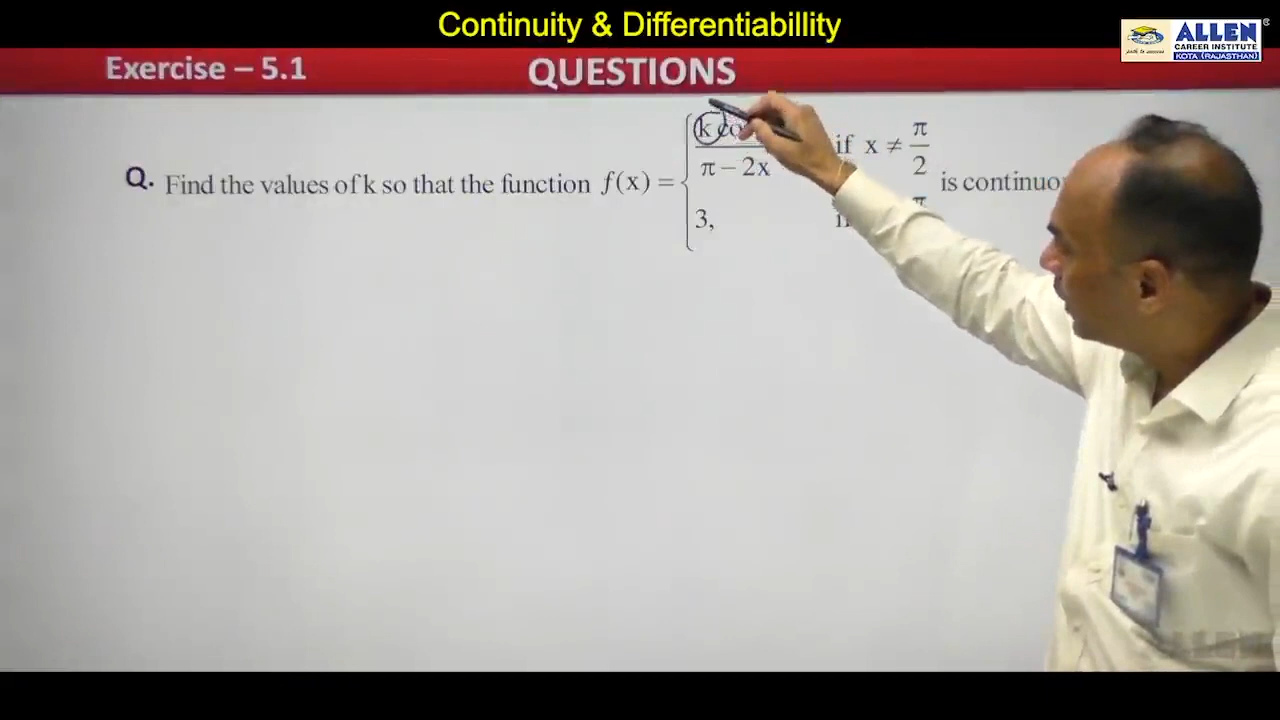 Continuity & Differentiabillity
ALLEN
CAREER INSTITUTE
KOTA (RAJASTHAN)
Exercise – 5.1
QUESTIONS
Q. Find the values of k so that the function f(x) =
k
if x ≠ π/2
π – 2x
3,
is
ALLEN